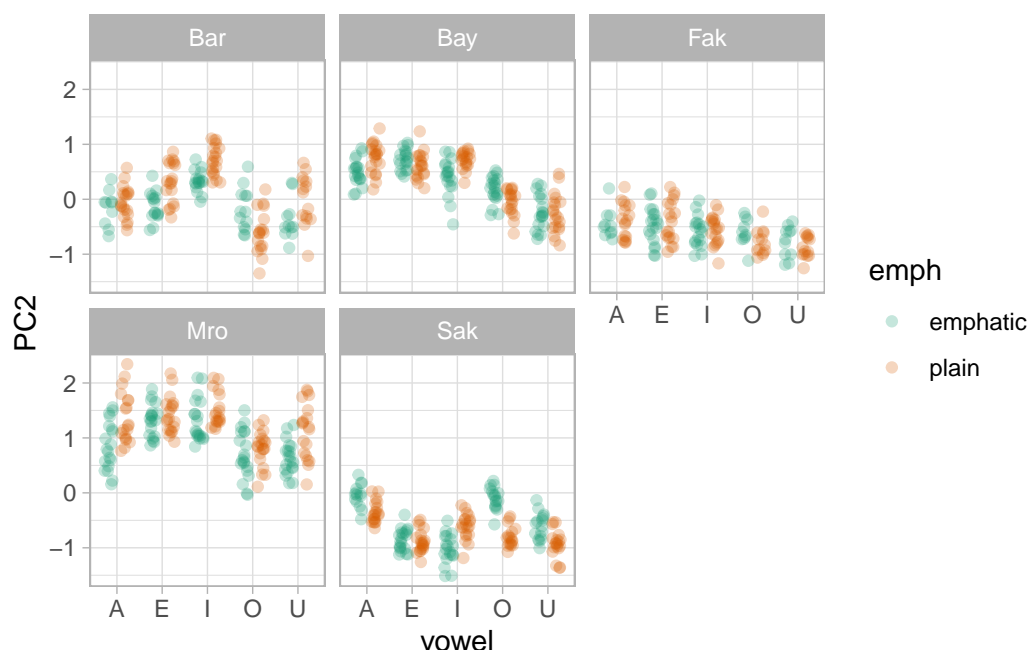 Bar Bay Fak
2
1
0
−1
PC2
A E I O U
emph
emphatic
plain
Mro Sak
2
1
0
−1
A E I O U A E I O U
vowel